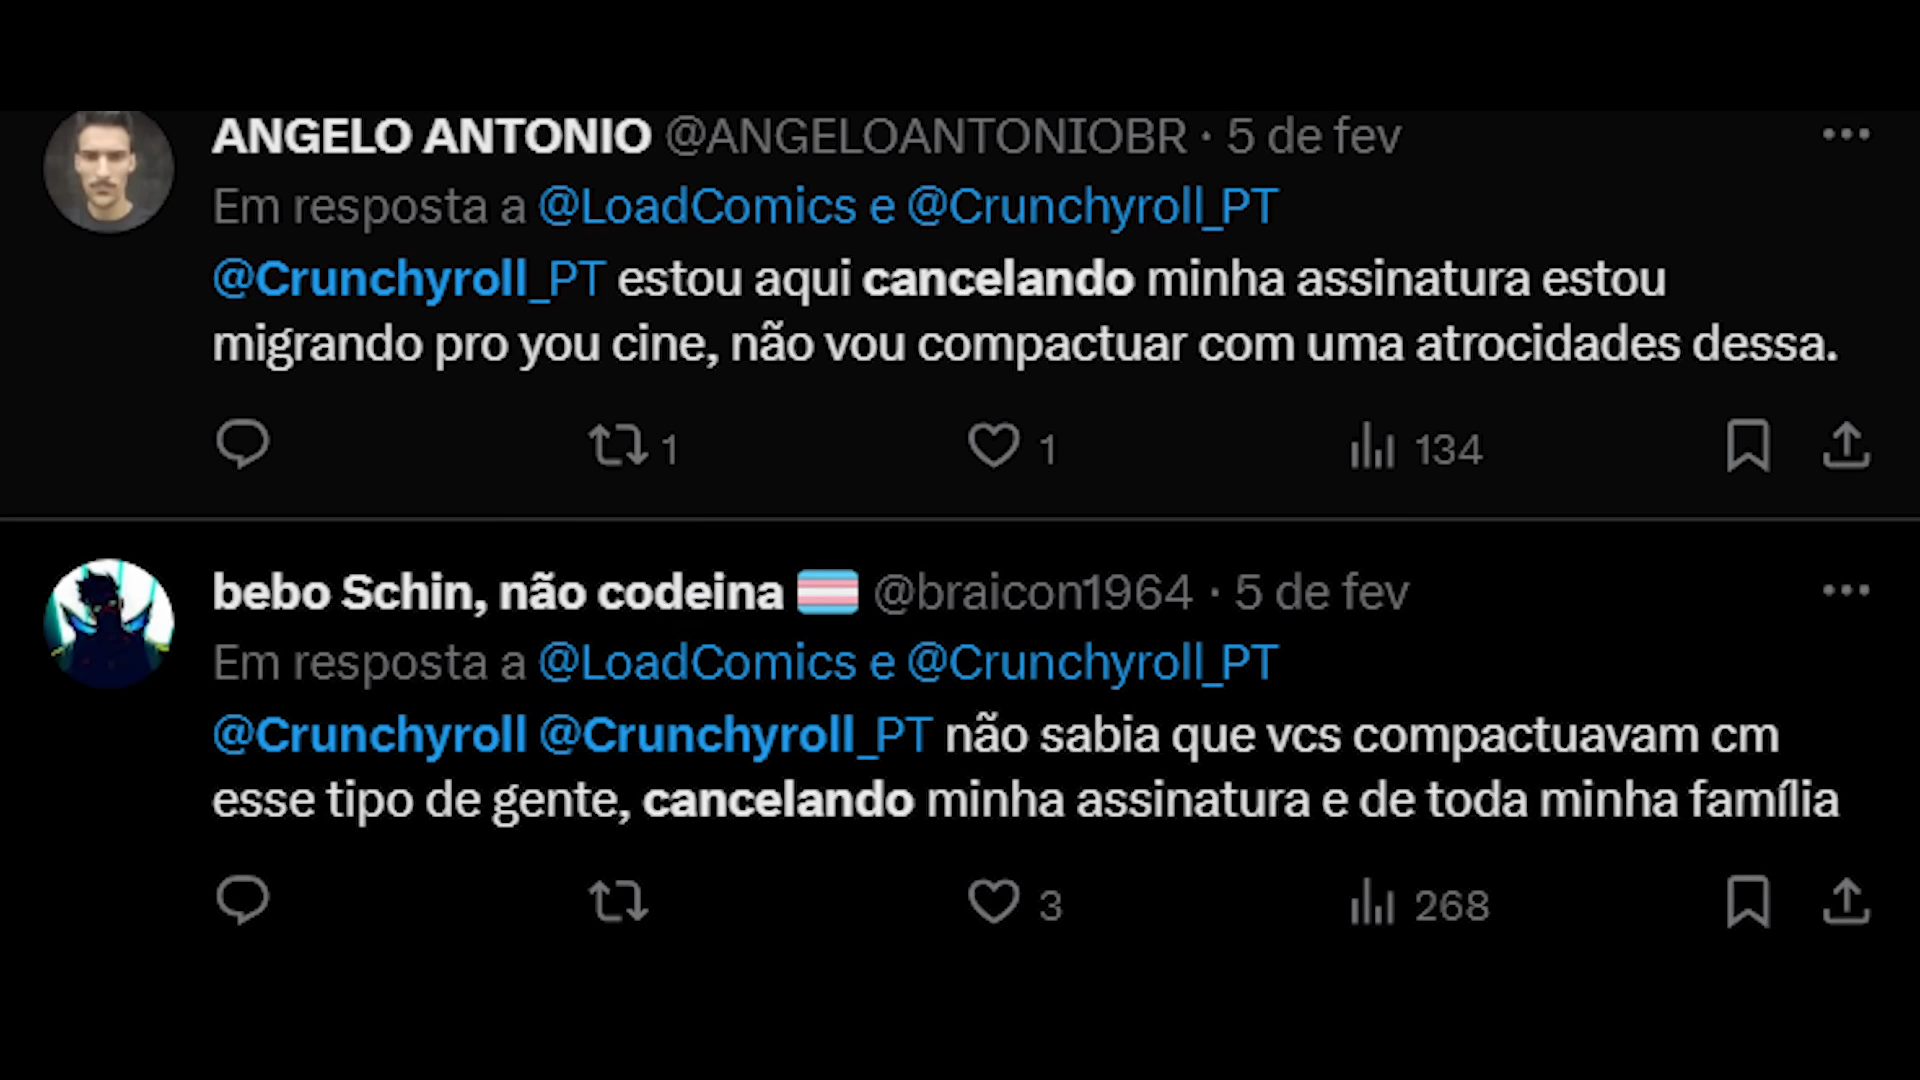 ANGELO ANTONIO @ANGELOANTONIOBR · 5 de fev
Em resposta a @LoadComics e @Crunchyroll_PT
@Crunchyroll_PT estou aqui cancelando minha assinatura estou
migrando pro you cine, não vou compactuar com uma atrocidades dessa.
1 1 134
bebo Schin, não codeina @braicon1964 · 5 de fev
Em resposta a @LoadComics e @Crunchyroll_PT
@Crunchyroll @Crunchyroll_PT não sabia que vcs compactuavam cm
esse tipo de gente, cancelando minha assinatura e de toda minha família
3 268